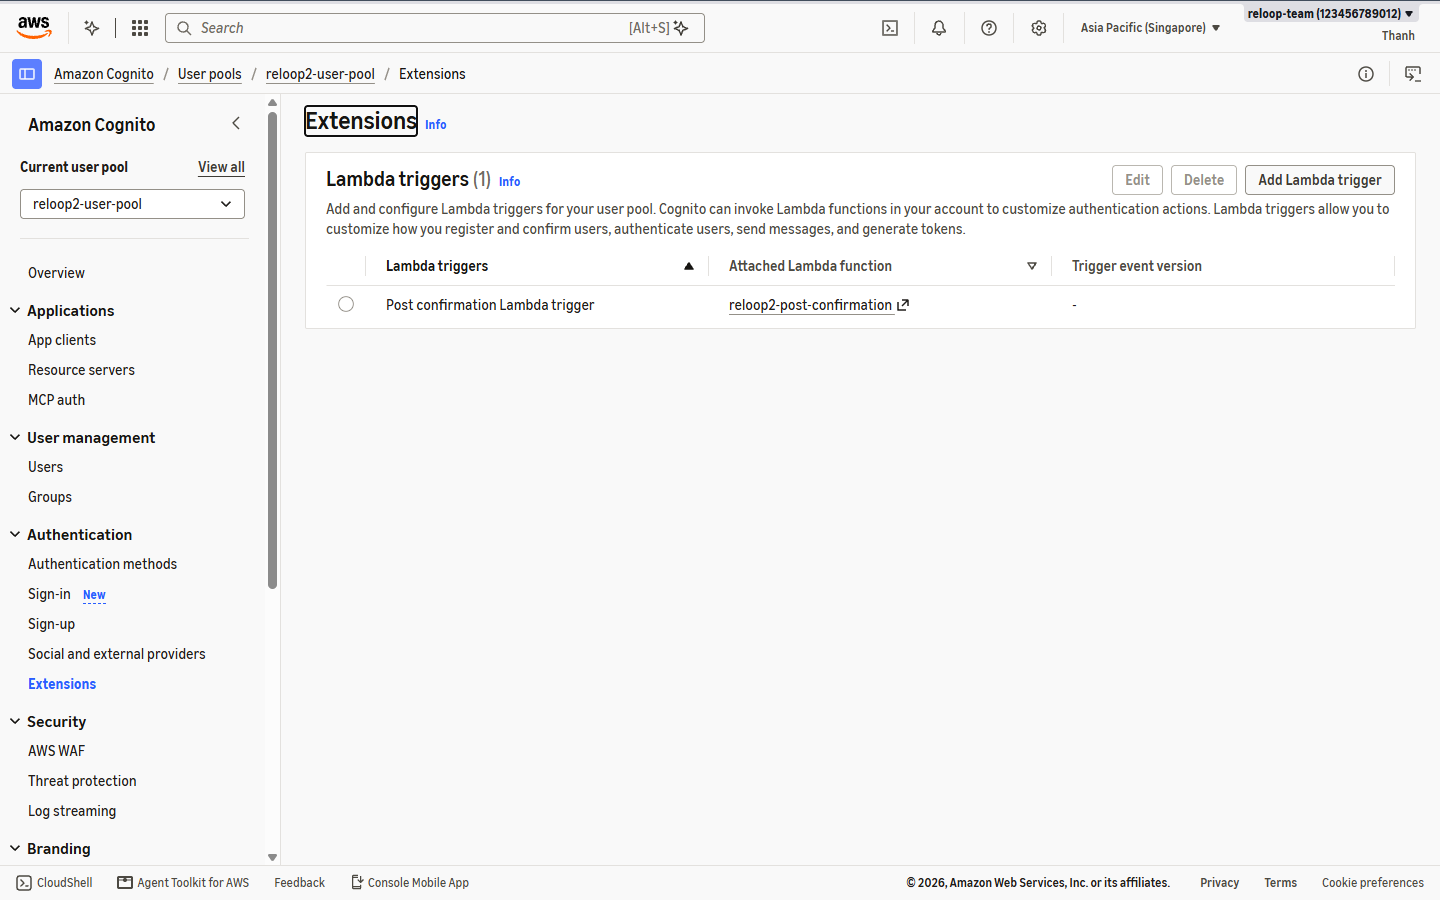 aws
Search
[Alt+S]
Asia Pacific (Singapore)
reloop-team (123456789012)
Thanh
Amazon Cognito / User pools / reloop2-user-pool / Extensions
Amazon Cognito
Current user pool
View all
reloop2-user-pool
Overview
Applications
App clients
Resource servers
MCP auth
User management
Users
Groups
Authentication
Authentication methods
Sign-in New
Sign-up
Social and external providers
Extensions
Security
AWS WAF
Threat protection
Log streaming
Branding
Extensions Info
Lambda triggers (1) Info
Edit
Delete
Add Lambda trigger
Add and configure Lambda triggers for your user pool. Cognito can invoke Lambda functions in your account to customize authentication actions. Lambda triggers allow you to
customize how you register and confirm users, authenticate users, send messages, and generate tokens.
Lambda triggers Attached Lambda function Trigger event version
Post confirmation Lambda trigger reloop2-post-confirmation -
CloudShell Agent Toolkit for AWS Feedback Console Mobile App
© 2026, Amazon Web Services, Inc. or its affiliates. Privacy Terms Cookie preferences